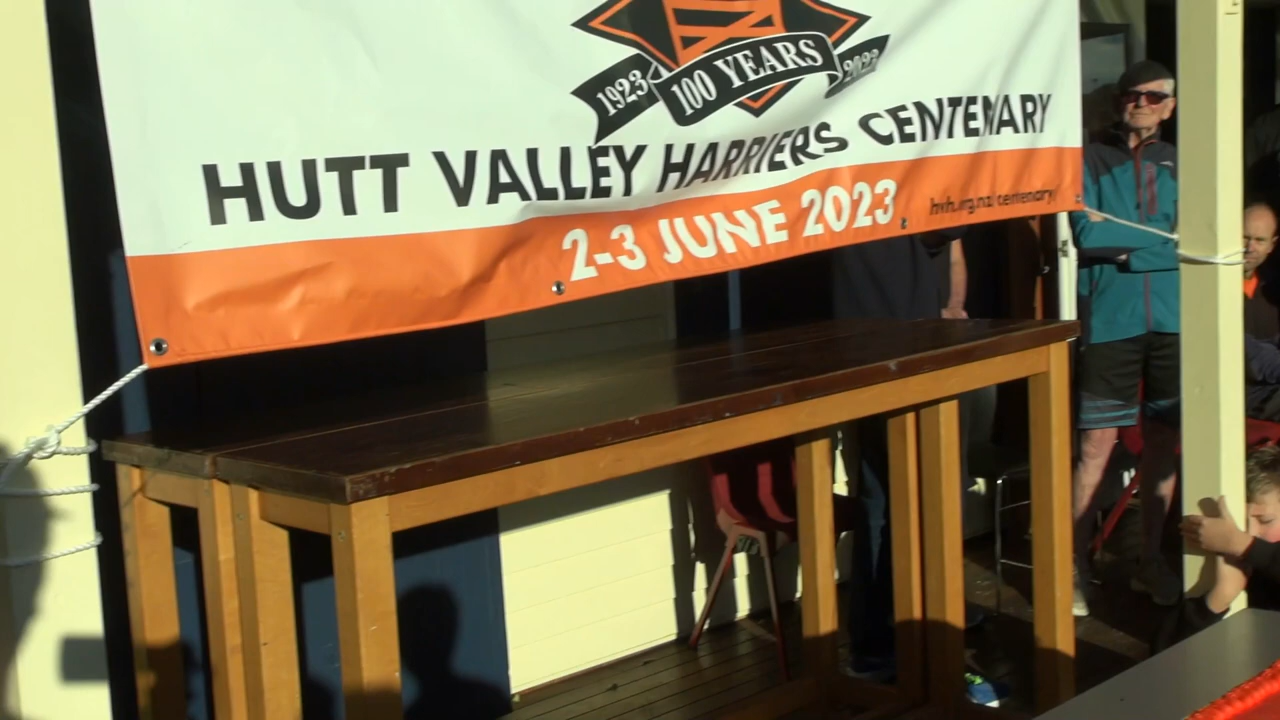 1923 100 YEARS 2023
HUTT VALLEY HARRIERS CENTENARY
2-3 JUNE 2023
hvh.org.nz/centenary/